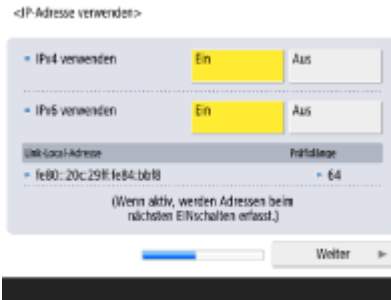 <IP-Adresse verwenden>
IPv4 verwenden Ein Aus
IPv6 verwenden Ein Aus
Link-Local-Adresse Präfixlänge
fe80::20c:29ff:fe84:bbf8 64
(Wenn aktiv, werden Adressen beim
nächsten EINschalten erfasst.)
Weiter